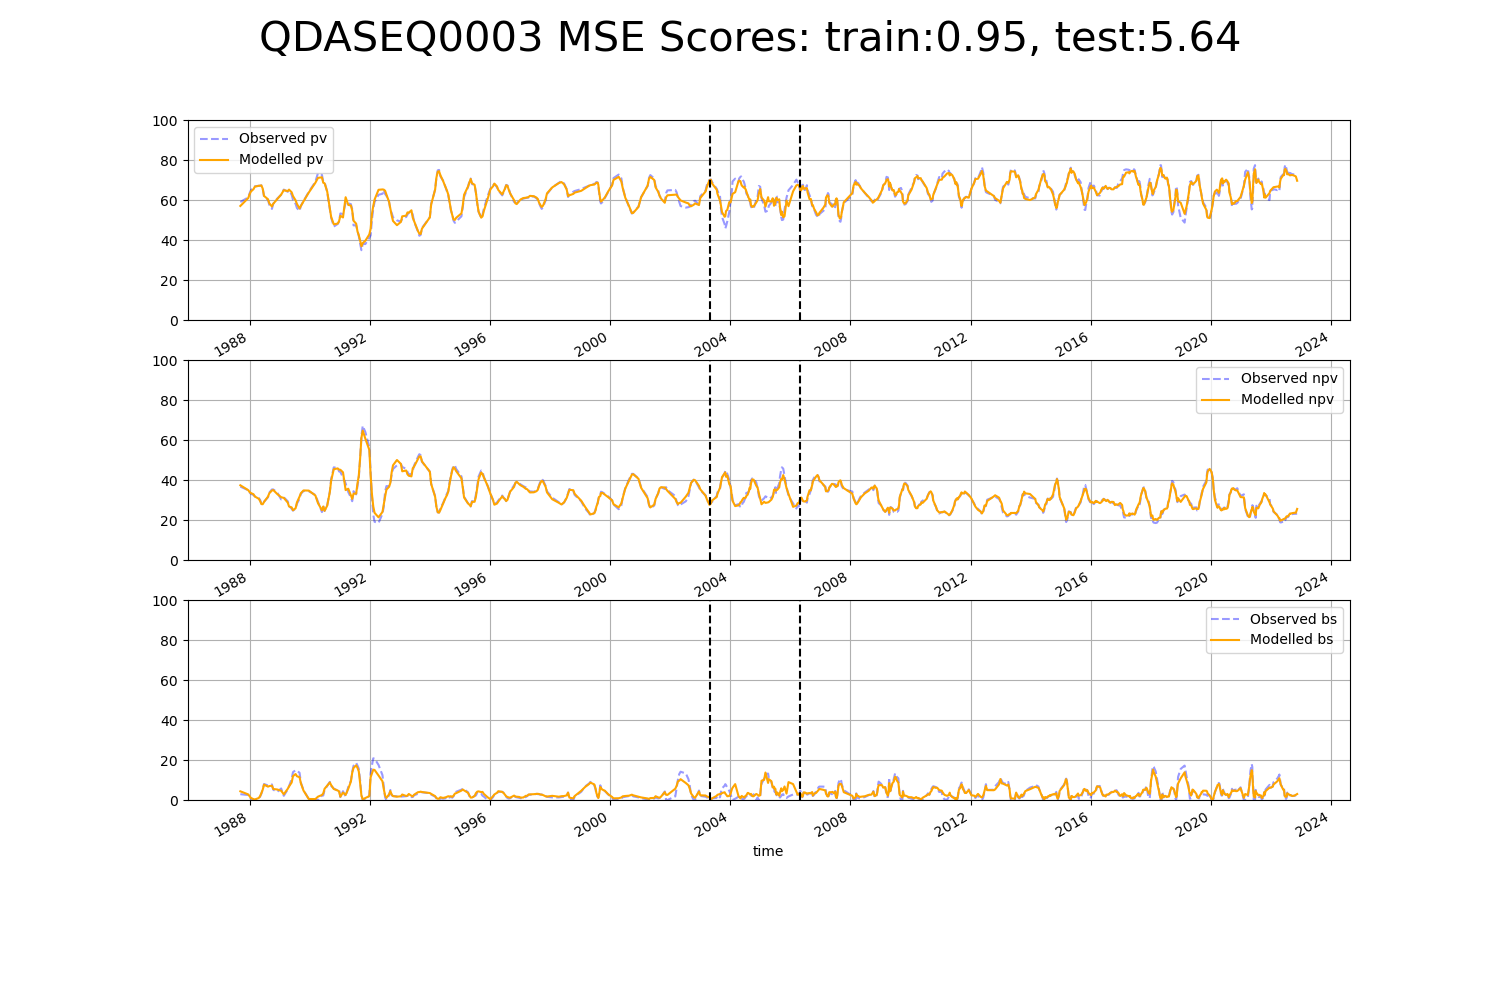 QDASEQ0003 MSE Scores: train:0.95, test:5.64
100
80
60
40
20
0
Observed pv
Modelled pv
1988 1992 1996 2000 2004 2008 2012 2016 2020 2024
100
80
60
40
20
0
Observed npv
Modelled npv
1988 1992 1996 2000 2004 2008 2012 2016 2020 2024
100
80
60
40
20
0
Observed bs
Modelled bs
1988 1992 1996 2000 2004 2008 2012 2016 2020 2024
time